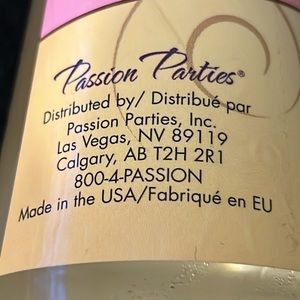 Passion Parties®
Distributed by/ Distribué par
Passion Parties, Inc.
Las Vegas, NV 89119
Calgary, AB T2H 2R1
800-4-PASSION
Made in the USA/Fabriqué en EU